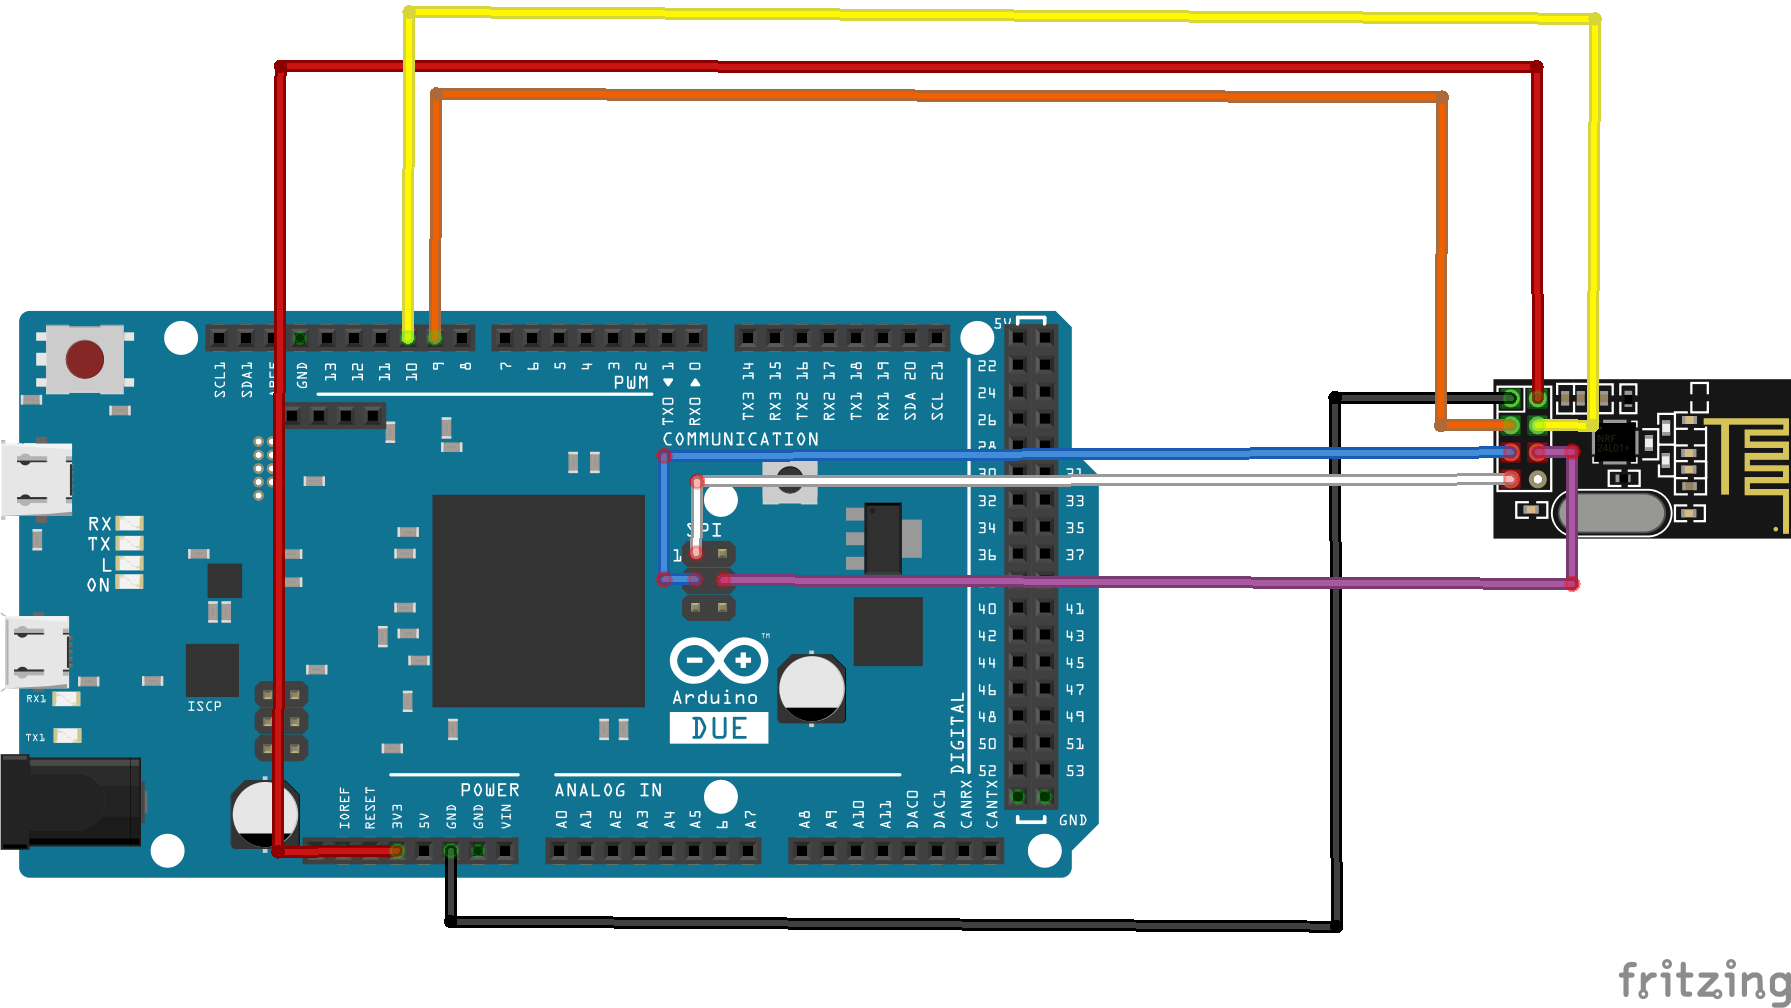 SCL1
SDA1
AREF
GND
13
12
11
10
9
8
7
6
5
4
3
2
TX0 ◄ 1
RX0 ► 0
PWM
TX3 14
RX3 15
TX2 16
RX2 17
TX1 18
RX1 19
SDA 20
SCL 21
COMMUNICATION
5V
22
24
26
28
30
31
32
33
34
35
36
37
40
41
42
43
44
45
46
47
48
49
50
51
52
53
DIGITAL
GND
RX
TX
L
ON
SPI
1
NRF
24L01+
Arduino
TM
DUE
ISCP
RX1
TX1
POWER
IOREF
RESET
3V3
5V
GND
GND
VIN
ANALOG IN
A0
A1
A2
A3
A4
A5
6
A7
A8
A9
A10
A11
DAC0
DAC1
CANRX
CANTX
fritzing